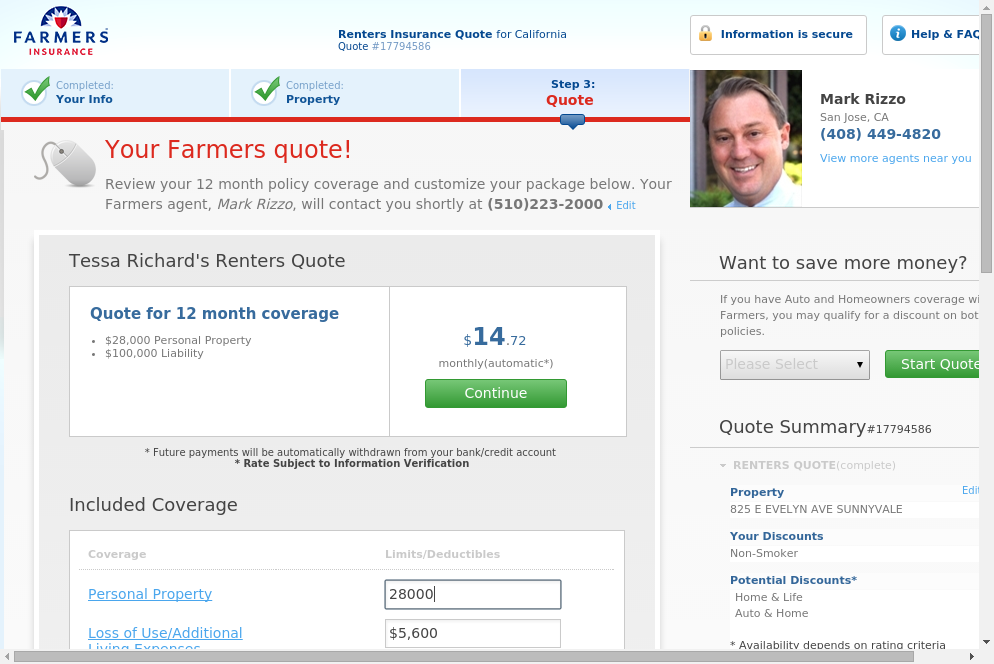 FARMERS
INSURANCE
Renters Insurance Quote for California
Quote #17794586
Information is secure
Help & FAQ
Completed:
Your Info
Completed:
Property
Step 3:
Quote
Mark Rizzo
San Jose, CA
(408) 449-4820
View more agents near you
Your Farmers quote!
Review your 12 month policy coverage and customize your package below. Your
Farmers agent, Mark Rizzo, will contact you shortly at (510)223-2000 Edit
Tessa Richard's Renters Quote
Quote for 12 month coverage
• $28,000 Personal Property
• $100,000 Liability
$14.72
monthly(automatic*)
Continue
* Future payments will be automatically withdrawn from your bank/credit account
* Rate Subject to Information Verification
Included Coverage
Coverage Limits/Deductibles
Personal Property 28000
Loss of Use/Additional $5,600
Living Expenses
Want to save more money?
If you have Auto and Homeowners coverage wi
Farmers, you may qualify for a discount on bot
policies.
Please Select
Start Quote
Quote Summary#17794586
RENTERS QUOTE(complete)
Property Edit
825 E EVELYN AVE SUNNYVALE
Your Discounts
Non-Smoker
Potential Discounts*
Home & Life
Auto & Home
* Availability depends on rating criteria